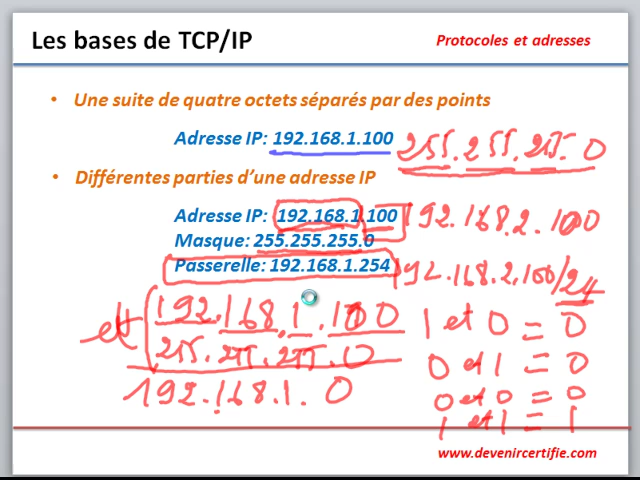 Les bases de TCP/IP
Protocoles et adresses
• Une suite de quatre octets séparés par des points
Adresse IP: 192.168.1.100
255.255.255.0
• Différentes parties d'une adresse IP
Adresse IP: 192.168.1.100
192.168.2.100
Masque: 255.255.255.0
Passerelle: 192.168.1.254
192.168.2.100/24
et
192.168.1.100
255.255.255.0
192.168.1.0
1 et 0 = 0
0 et 1 = 0
0 et 0 = 0
1 et 1 = 1
www.devenircertifie.com